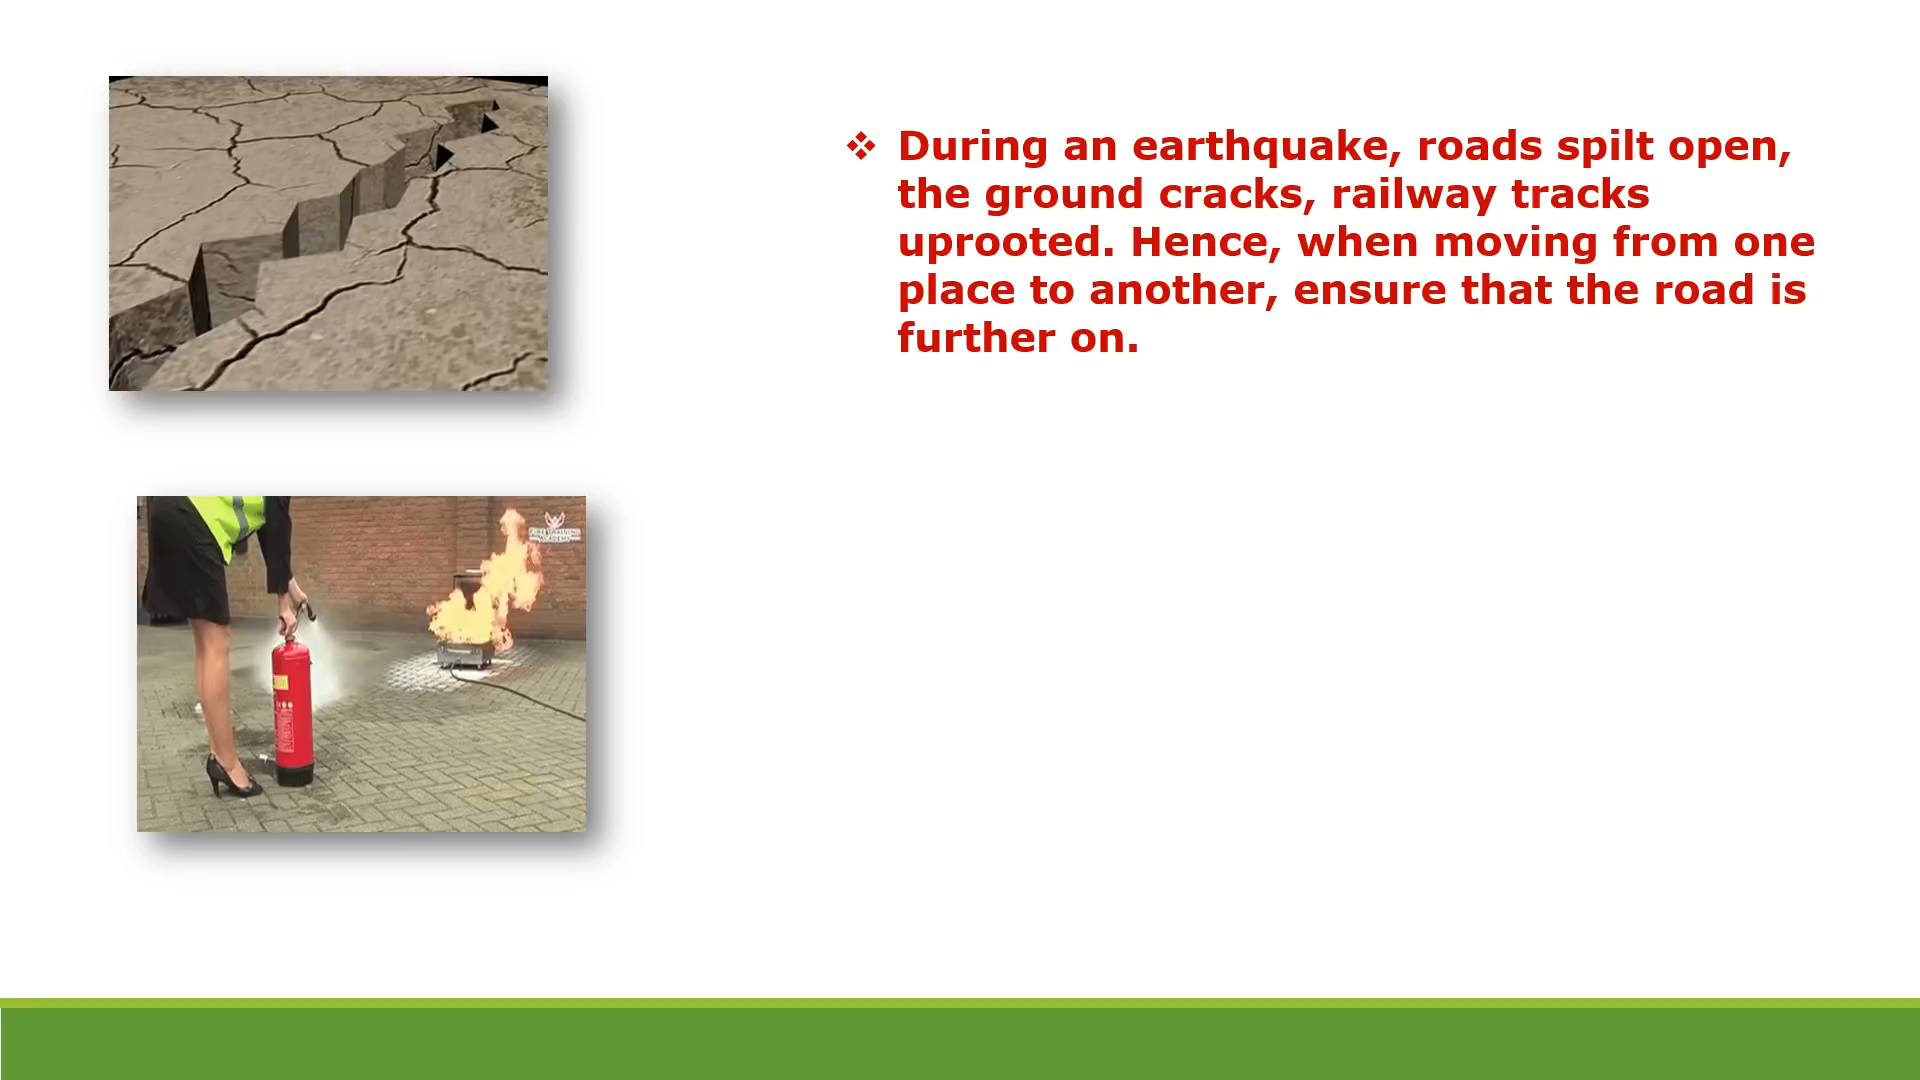 ❖ During an earthquake, roads spilt open,
the ground cracks, railway tracks
uprooted. Hence, when moving from one
place to another, ensure that the road is
further on.